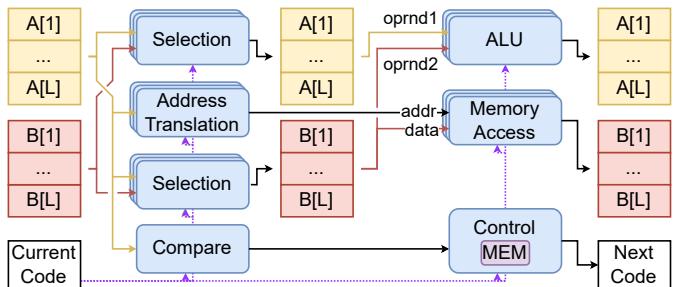 A[1]
...
A[L]
B[1]
...
B[L]
Current
Code
Selection
Address
Translation
Selection
Compare
A[1]
...
A[L]
B[1]
...
B[L]
oprnd1
oprnd2
addr
data
ALU
Memory
Access
Control
MEM
A[1]
...
A[L]
B[1]
...
B[L]
Next
Code